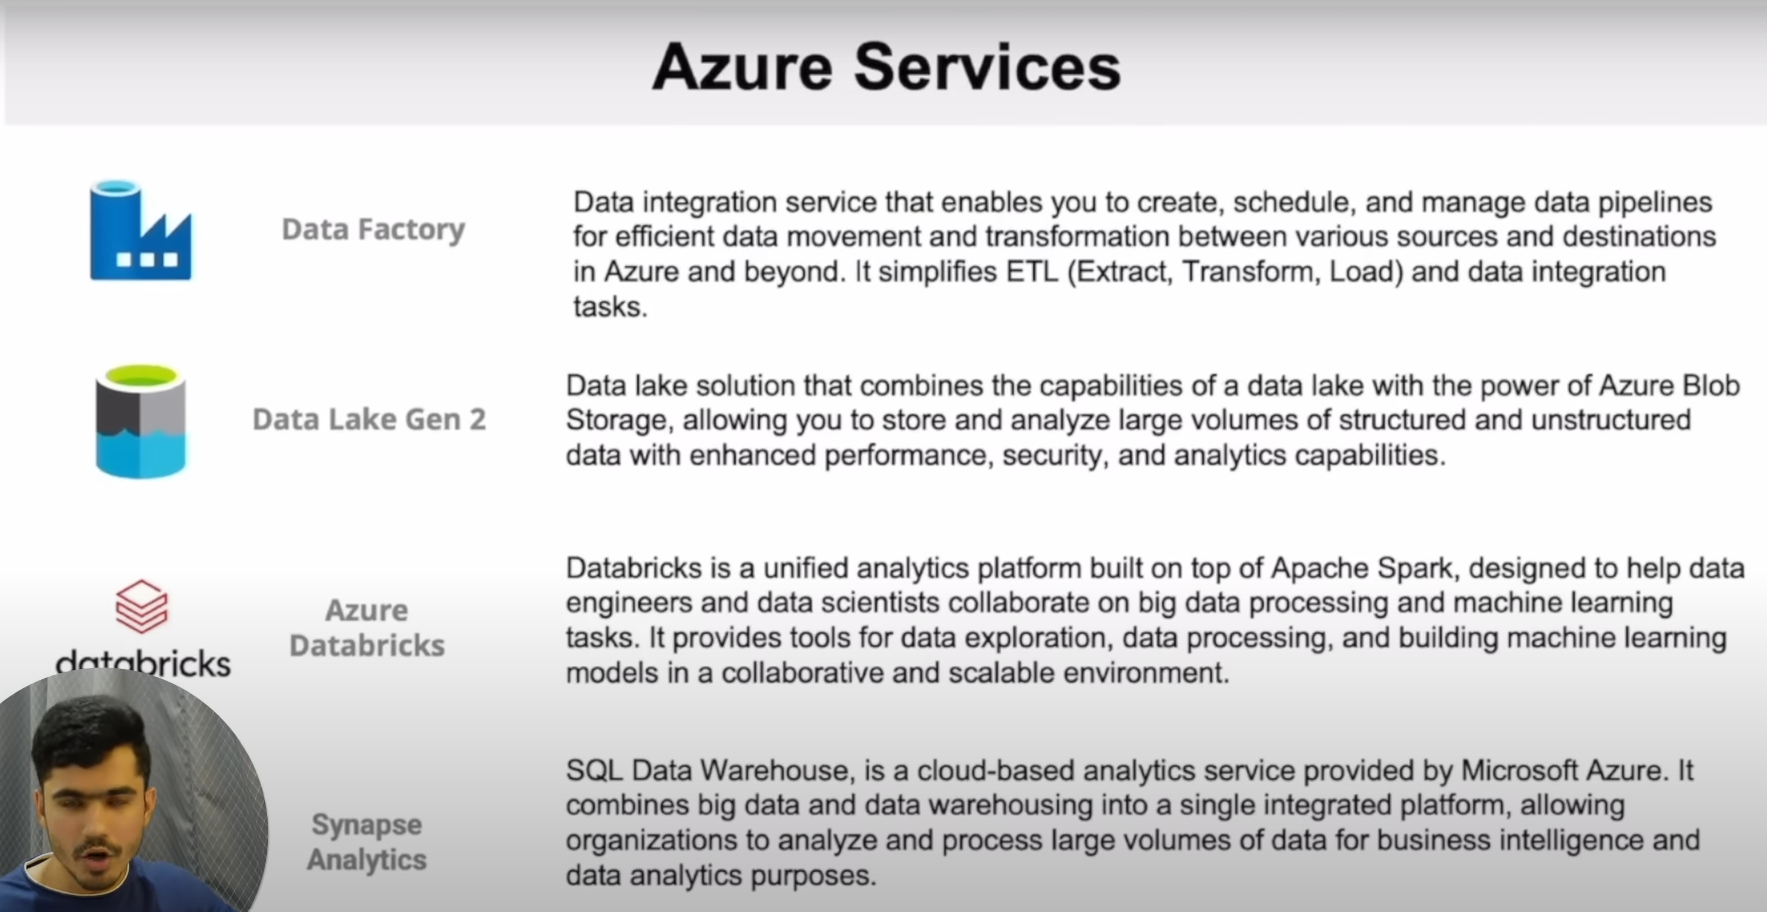 Azure Services
Data Factory
Data integration service that enables you to create, schedule, and manage data pipelines
for efficient data movement and transformation between various sources and destinations
in Azure and beyond. It simplifies ETL (Extract, Transform, Load) and data integration
tasks.
Data Lake Gen 2
Data lake solution that combines the capabilities of a data lake with the power of Azure Blob
Storage, allowing you to store and analyze large volumes of structured and unstructured
data with enhanced performance, security, and analytics capabilities.
databricks
Azure
Databricks
Databricks is a unified analytics platform built on top of Apache Spark, designed to help data
engineers and data scientists collaborate on big data processing and machine learning
tasks. It provides tools for data exploration, data processing, and building machine learning
models in a collaborative and scalable environment.
Synapse
Analytics
SQL Data Warehouse, is a cloud-based analytics service provided by Microsoft Azure. It
combines big data and data warehousing into a single integrated platform, allowing
organizations to analyze and process large volumes of data for business intelligence and
data analytics purposes.